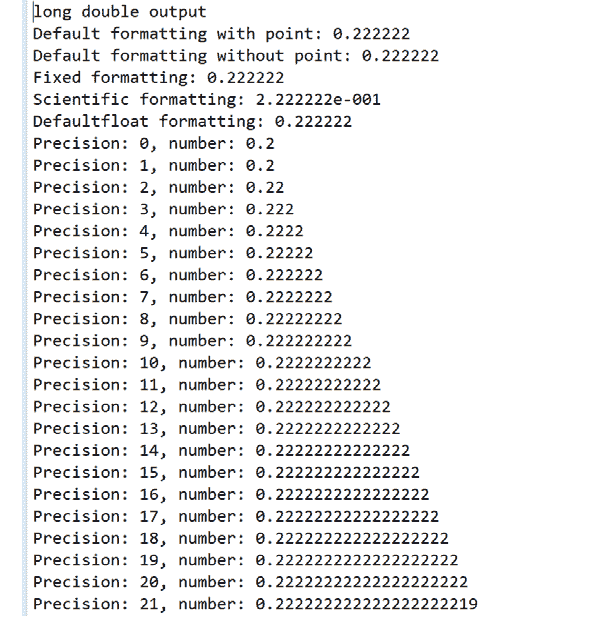 long double output
Default formatting with point: 0.222222
Default formatting without point: 0.222222
Fixed formatting: 0.222222
Scientific formatting: 2.222222e-001
Defaultfloat formatting: 0.222222
Precision: 0, number: 0.2
Precision: 1, number: 0.2
Precision: 2, number: 0.22
Precision: 3, number: 0.222
Precision: 4, number: 0.2222
Precision: 5, number: 0.22222
Precision: 6, number: 0.222222
Precision: 7, number: 0.2222222
Precision: 8, number: 0.22222222
Precision: 9, number: 0.222222222
Precision: 10, number: 0.2222222222
Precision: 11, number: 0.22222222222
Precision: 12, number: 0.222222222222
Precision: 13, number: 0.2222222222222
Precision: 14, number: 0.22222222222222
Precision: 15, number: 0.222222222222222
Precision: 16, number: 0.2222222222222222
Precision: 17, number: 0.22222222222222222
Precision: 18, number: 0.222222222222222222
Precision: 19, number: 0.2222222222222222222
Precision: 20, number: 0.22222222222222222222
Precision: 21, number: 0.222222222222222222219